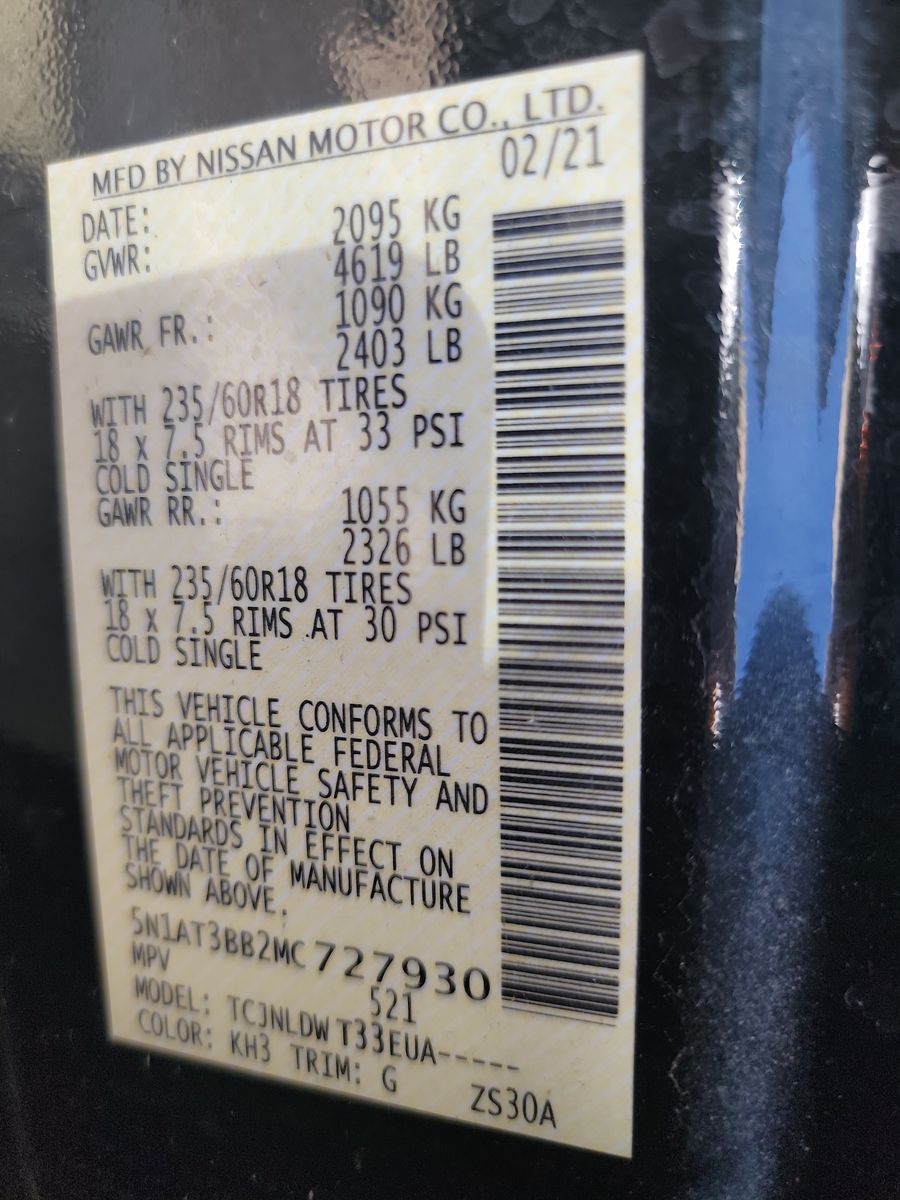 MFD BY NISSAN MOTOR CO., LTD.
DATE: 02/21
GVWR: 2095 KG
4619 LB
GAWR FR.: 1090 KG
2403 LB
WITH 235/60R18 TIRES
18 x 7.5 RIMS AT 33 PSI
COLD SINGLE
GAWR RR.: 1055 KG
2326 LB
WITH 235/60R18 TIRES
18 x 7.5 RIMS AT 30 PSI
COLD SINGLE
THIS VEHICLE CONFORMS TO
ALL APPLICABLE FEDERAL
MOTOR VEHICLE SAFETY AND
THEFT PREVENTION
STANDARDS IN EFFECT ON
THE DATE OF MANUFACTURE
SHOWN ABOVE.
5N1AT3BB2MC727930
MPV 521
MODEL: TCJNLDW T33EUA-----
COLOR: KH3 TRIM: G ZS30A